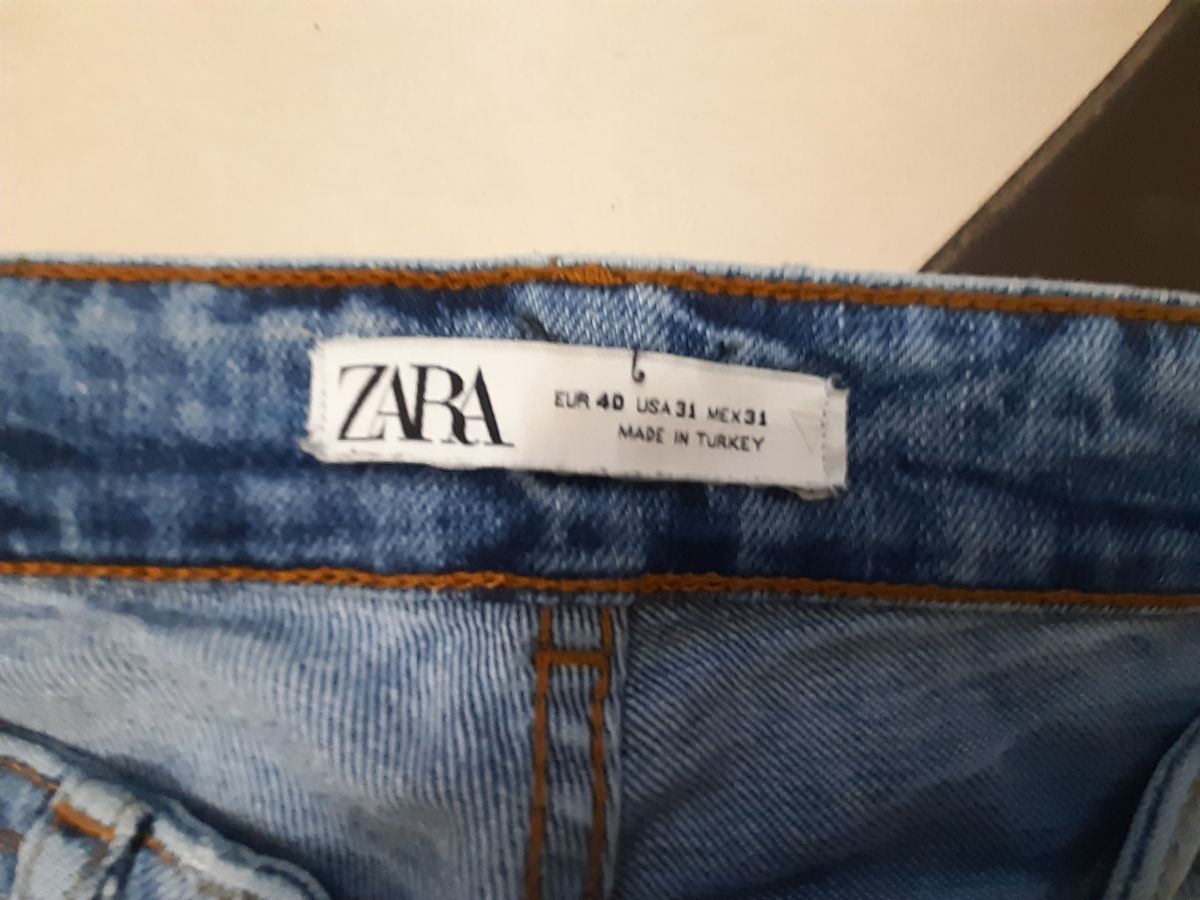 ZARA
EUR 40 USA 31 MEX 31
MADE IN TURKEY